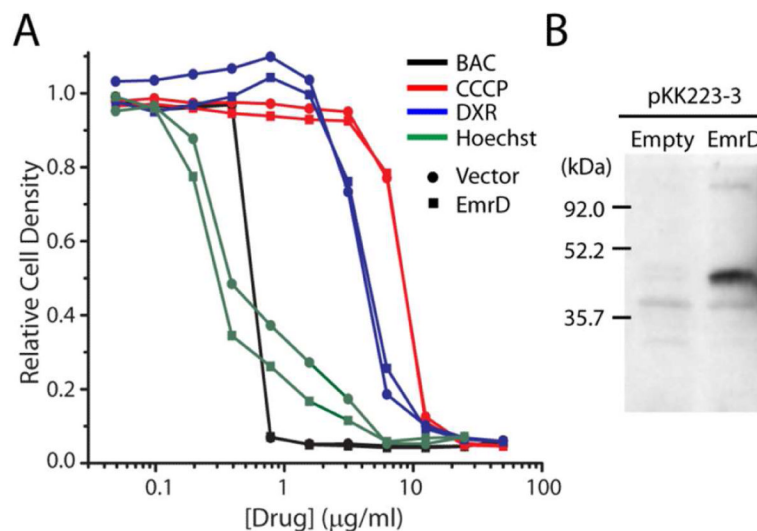 A
Relative Cell Density
1.0
0.8
0.6
0.4
0.2
0.0
0.1 1 10 100
[Drug] (μg/ml)
BAC
CCCP
DXR
Hoechst
Vector
EmrD
B
pKK223-3
Empty EmrD
(kDa)
92.0
52.2
35.7